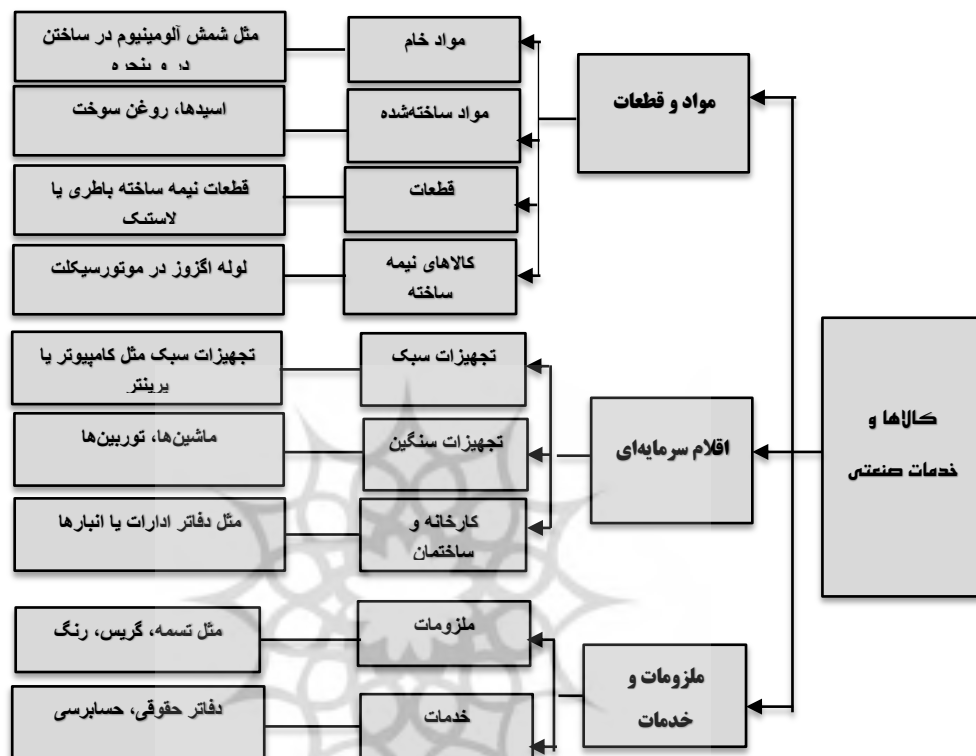 کالاها و
خدمات صنعتی
مواد و قطعات
مواد خام
مثل شمش آلومینیوم در ساختن
در و پنجره
مواد ساخته‌شده
اسیدها، روغن سوخت
قطعات
قطعات نیمه ساخته باطری یا
لاستیک
کالاهای نیمه
ساخته
لوله اگزوز در موتورسیکلت
اقلام سرمایه‌ای
تجهیزات سبک
تجهیزات سبک مثل کامپیوتر یا
پرینتر
تجهیزات سنگین
ماشین‌ها، توربین‌ها
کارخانه و
ساختمان
مثل دفاتر ادارات یا انبارها
ملزومات و
خدمات
ملزومات
مثل تسمه، گریس، رنگ
خدمات
دفاتر حقوقی، حسابرسی